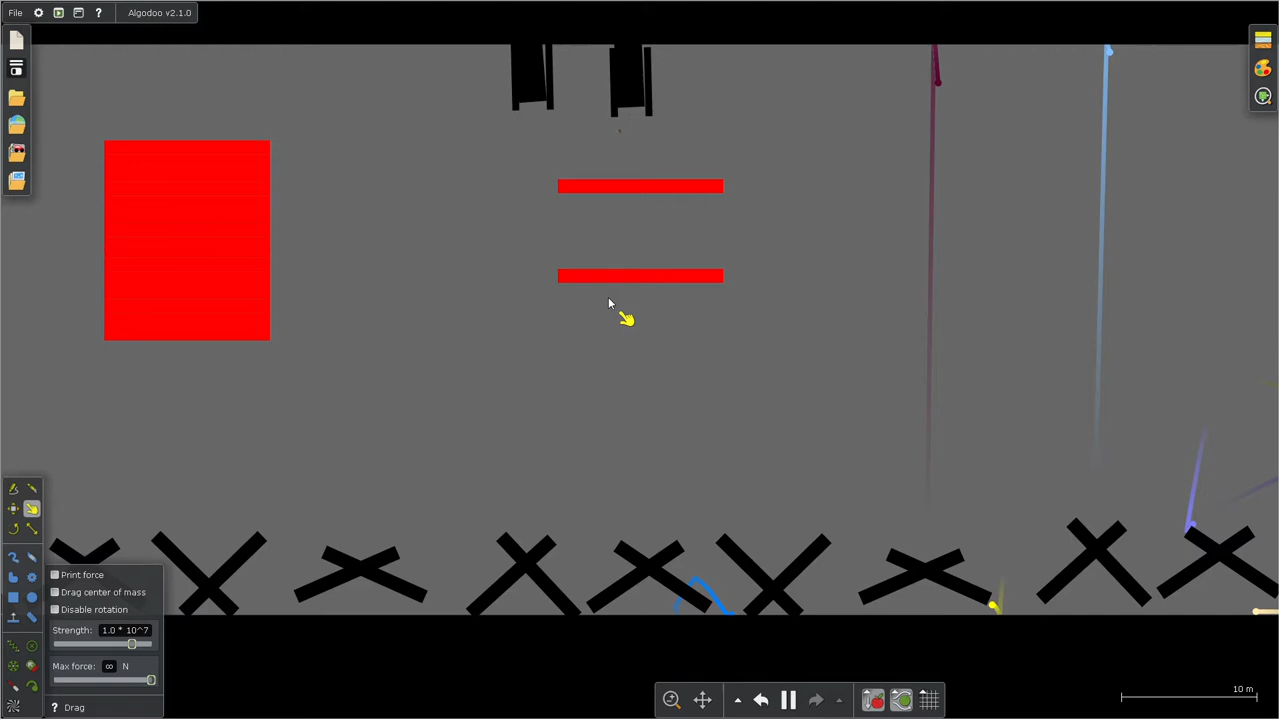 File
?
Algodoo v2.1.0
Print force
Drag center of mass
Disable rotation
Strength: 1.0 * 10^7
Max force: ∞ N
? Drag
10 m